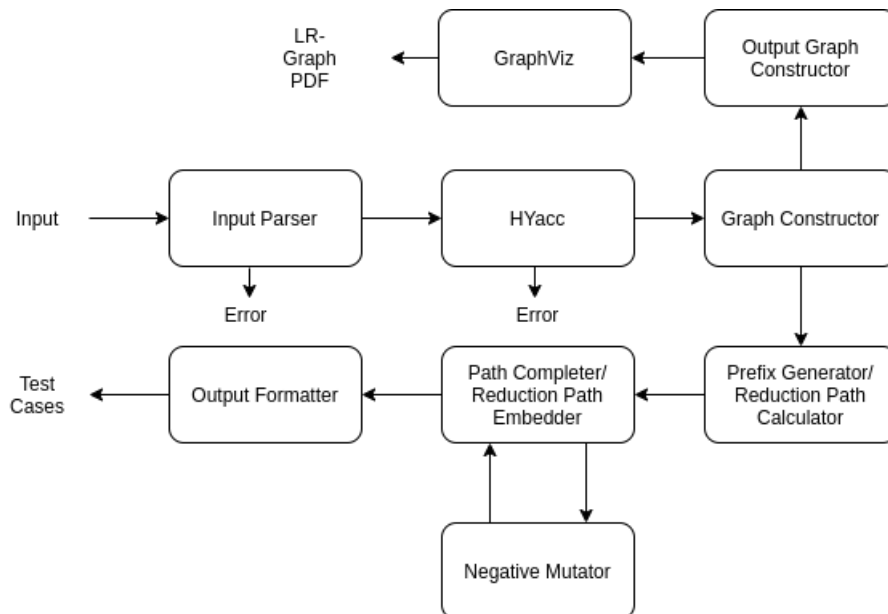 LR-
Graph
PDF
GraphViz
Output Graph
Constructor
Input
Input Parser
HYacc
Graph Constructor
Error
Error
Test
Cases
Output Formatter
Path Completer/
Reduction Path
Embedder
Prefix Generator/
Reduction Path
Calculator
Negative Mutator